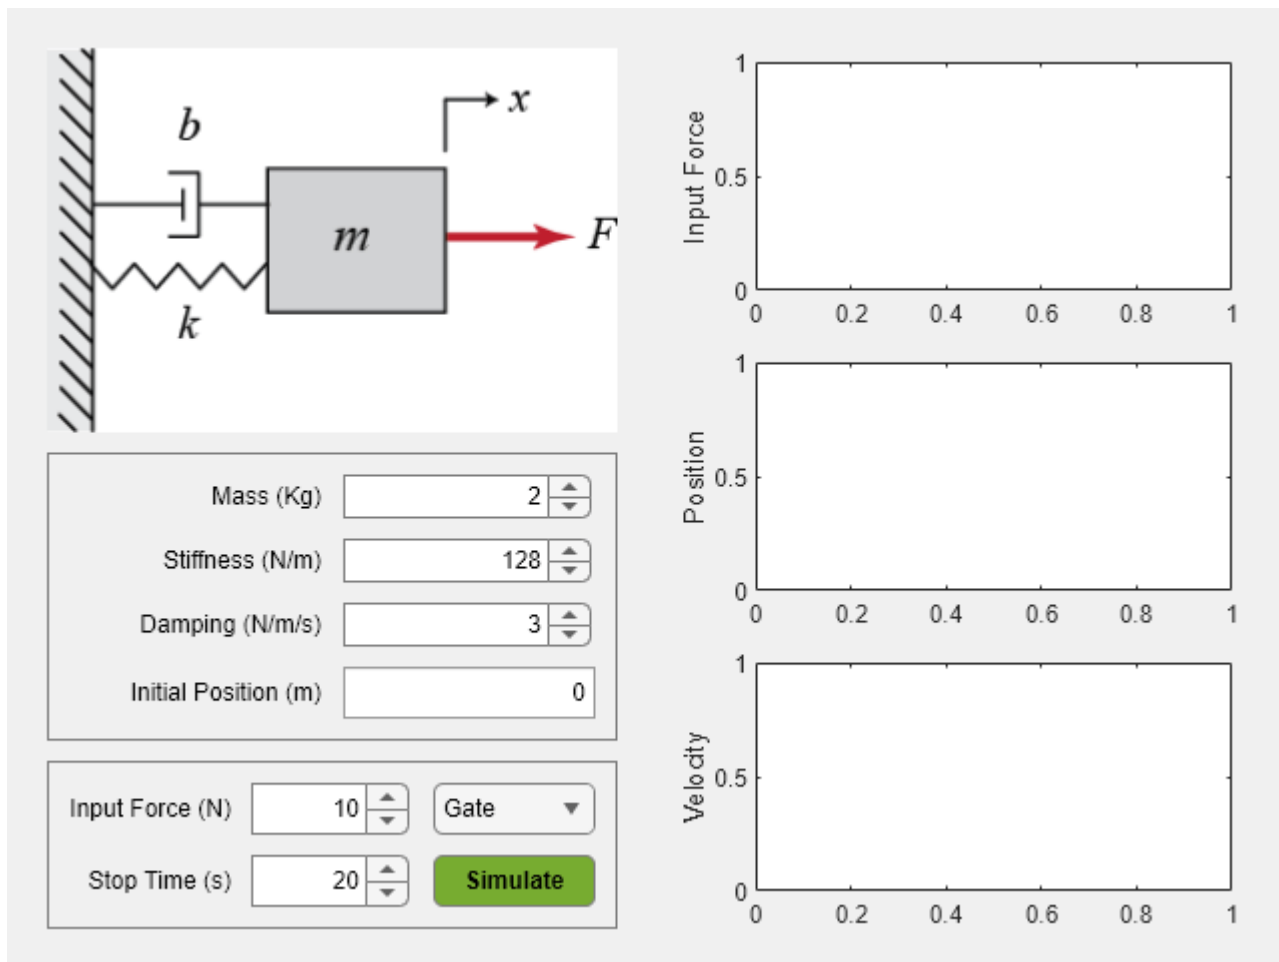 b
x
m
F
k
Mass (Kg) 2
Stiffness (N/m) 128
Damping (N/m/s) 3
Initial Position (m) 0
Input Force (N) 10 Gate
Stop Time (s) 20 Simulate
Input Force
1
0.5
0
0 0.2 0.4 0.6 0.8 1
Position
1
0.5
0
0 0.2 0.4 0.6 0.8 1
Velocity
1
0.5
0
0 0.2 0.4 0.6 0.8 1